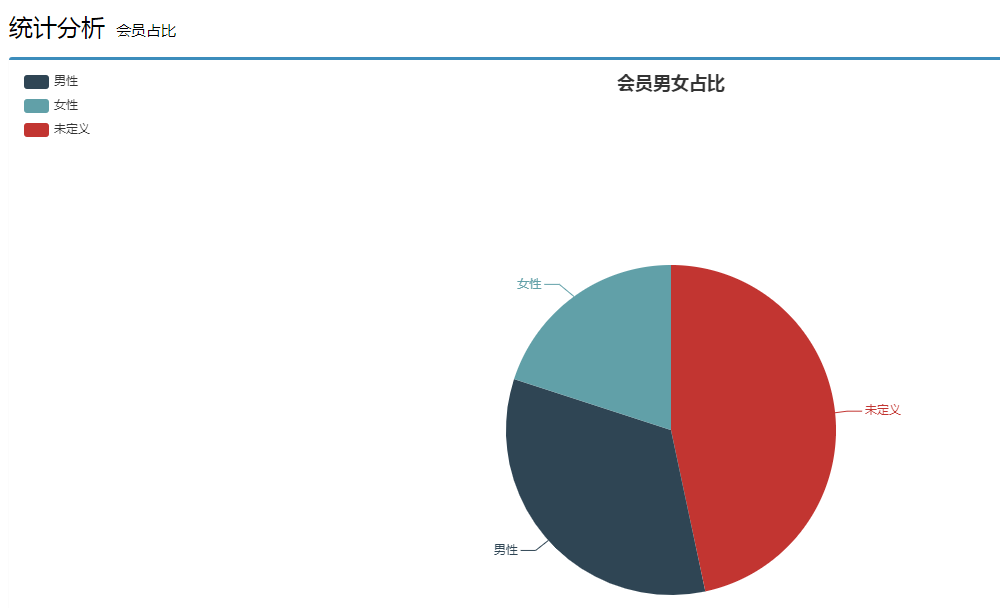 统计分析 会员占比
会员男女占比
男性
女性
未定义
女性
未定义
男性